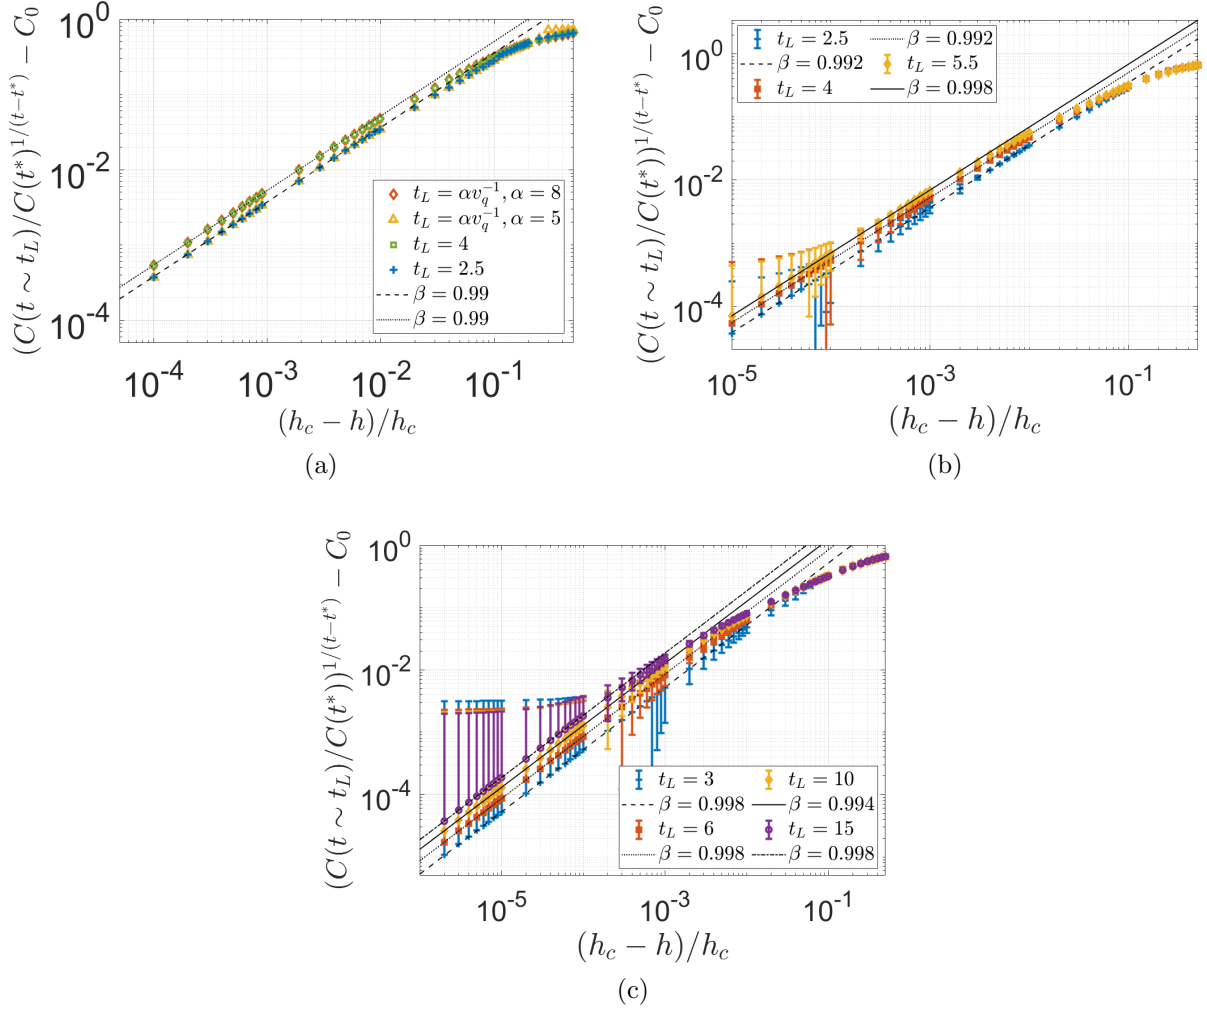 10^0
10^{-2}
10^{-4}
(C(t ∼ t_L)/C(t^*)^{1/(t−t^*)} − C_0
t_L = αv_q^{-1}, α = 8
t_L = αv_q^{-1}, α = 5
t_L = 4
t_L = 2.5
β = 0.99
β = 0.99
10^{-4} 10^{-3} 10^{-2} 10^{-1}
(h_c − h)/h_c
(a)
10^0
10^{-2}
10^{-4}
(C(t ∼ t_L)/C(t^*))^{1/(t−t^*)} − C_0
t_L = 2.5 β = 0.992
β = 0.992 t_L = 5.5
t_L = 4 β = 0.998
10^{-5} 10^{-3} 10^{-1}
(h_c − h)/h_c
(b)
10^0
10^{-2}
10^{-4}
(C(t ∼ t_L)/C(t^*))^{1/(t−t^*)} − C_0
t_L = 3 t_L = 10
β = 0.998 β = 0.994
t_L = 6 t_L = 15
β = 0.998 β = 0.998
10^{-5} 10^{-3} 10^{-1}
(h_c − h)/h_c
(c)